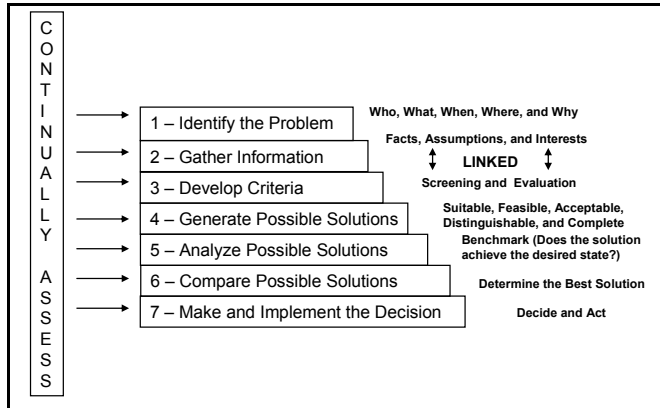 CONTINUALLY ASSESS
1 – Identify the Problem
Who, What, When, Where, and Why
2 – Gather Information
Facts, Assumptions, and Interests
LINKED
3 – Develop Criteria
Screening and Evaluation
4 – Generate Possible Solutions
Suitable, Feasible, Acceptable,
Distinguishable, and Complete
5 – Analyze Possible Solutions
Benchmark (Does the solution
achieve the desired state?)
6 – Compare Possible Solutions
Determine the Best Solution
7 – Make and Implement the Decision
Decide and Act